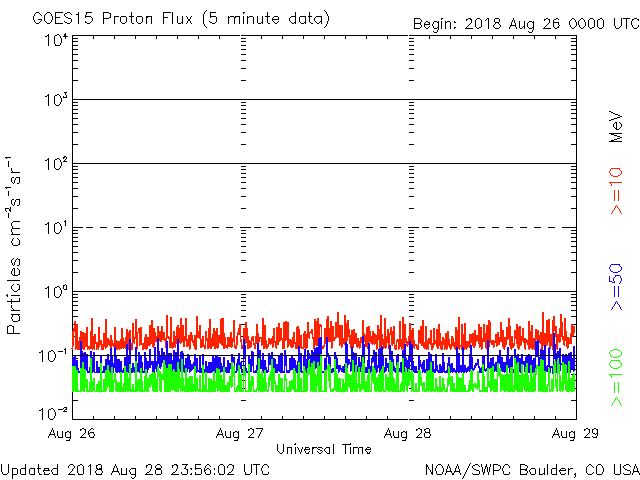 GOES15 Proton Flux (5 minute data)
Begin: 2018 Aug 26 0000 UTC
10⁴
10³
10²
10¹
10⁰
10⁻¹
10⁻²
Particles cm⁻²s⁻¹sr⁻¹
MeV
>=10
>=50
>=100
Aug 26 Aug 27 Aug 28 Aug 29
Universal Time
Updated 2018 Aug 28 23:56:02 UTC
NOAA/SWPC Boulder, CO USA